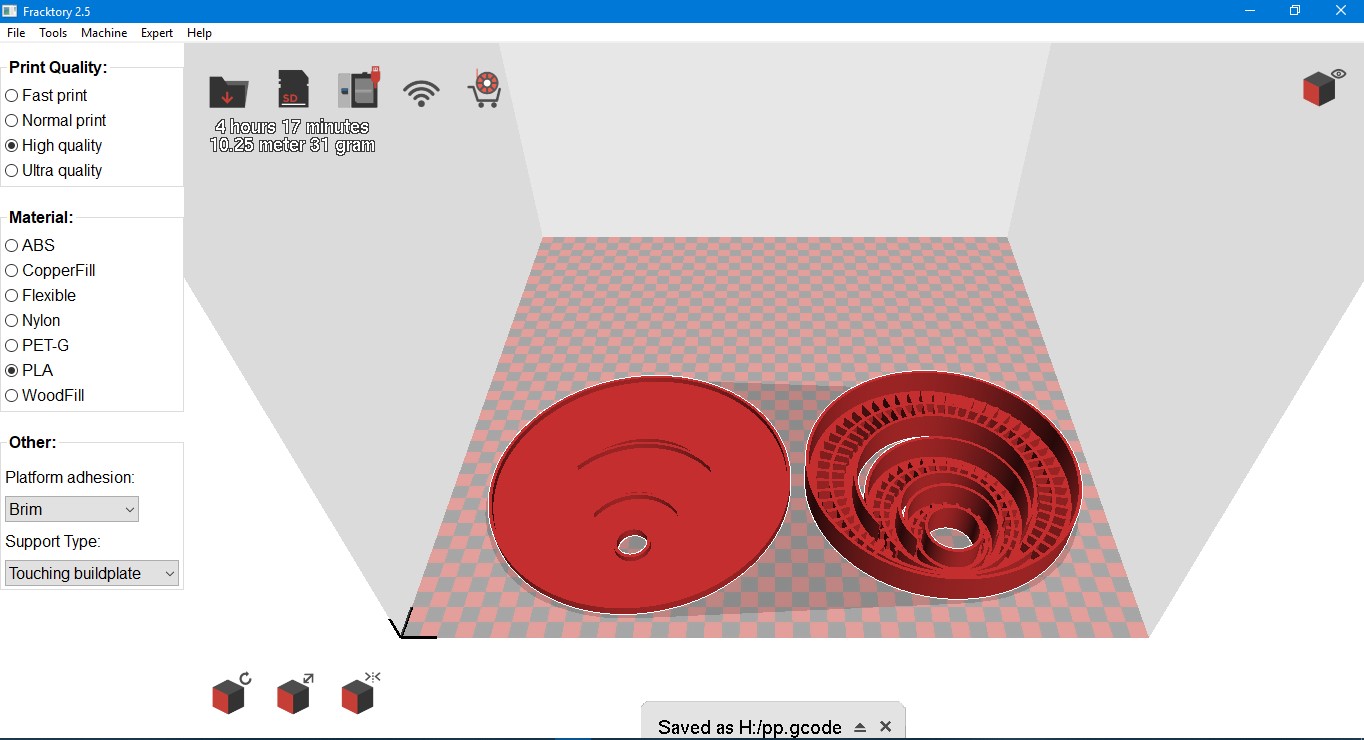 Fracktory 2.5
File Tools Machine Expert Help
Print Quality:
Fast print
Normal print
High quality
Ultra quality
SD
4 hours 17 minutes
10.25 meter 31 gram
Material:
ABS
CopperFill
Flexible
Nylon
PET-G
PLA
WoodFill
Other:
Platform adhesion:
Brim
Support Type:
Touching buildplate
Saved as H:/pp.gcode